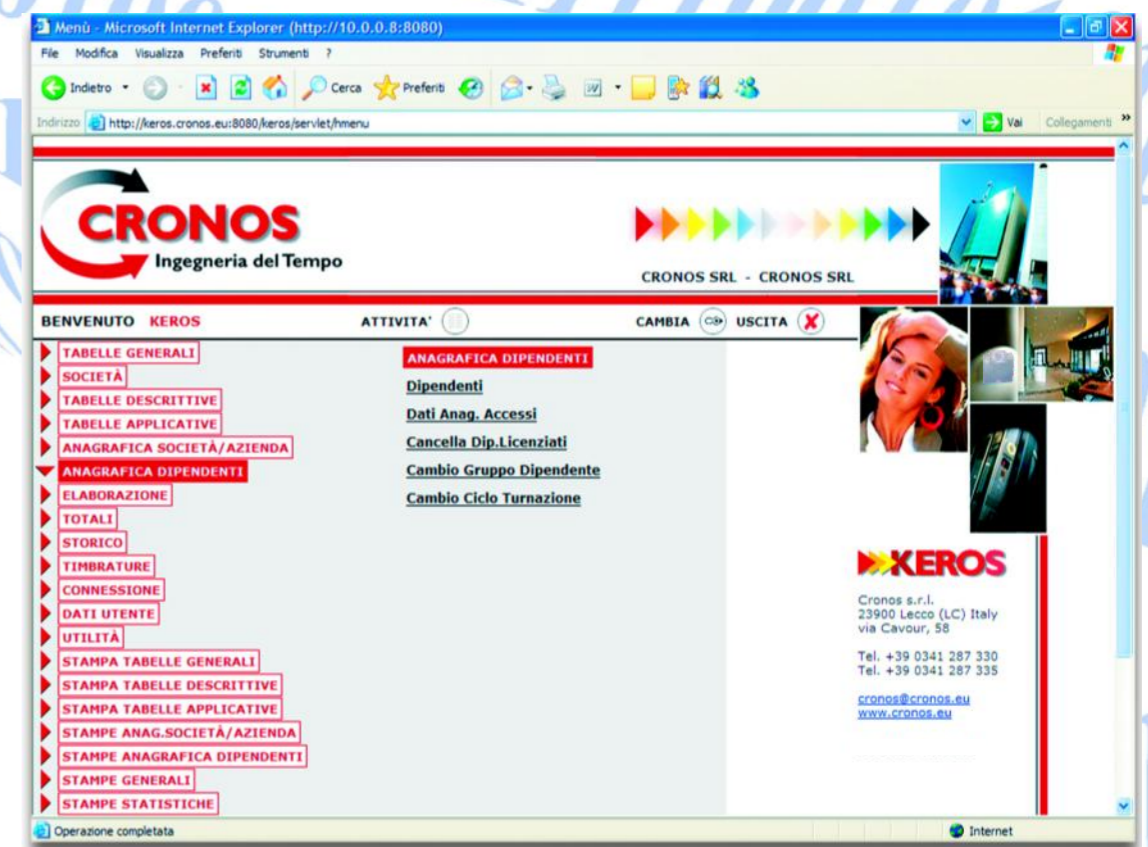 Menù - Microsoft Internet Explorer (http://10.0.0.8:8080)
File Modifica Visualizza Preferiti Strumenti ?
Indietro Cerca Preferiti
Indirizzo http://keros.cronos.eu:8080/keros/servlet/hmenu Vai Collegamenti »
CRONOS
Ingegneria del Tempo
CRONOS SRL - CRONOS SRL
BENVENUTO KEROS ATTIVITA' CAMBIA USCITA
TABELLE GENERALI
SOCIETÀ
TABELLE DESCRITTIVE
TABELLE APPLICATIVE
ANAGRAFICA SOCIETÀ/AZIENDA
ANAGRAFICA DIPENDENTI
ELABORAZIONE
TOTALI
STORICO
TIMBRATURE
CONNESSIONE
DATI UTENTE
UTILITÀ
STAMPA TABELLE GENERALI
STAMPA TABELLE DESCRITTIVE
STAMPA TABELLE APPLICATIVE
STAMPE ANAG.SOCIETÀ/AZIENDA
STAMPE ANAGRAFICA DIPENDENTI
STAMPE GENERALI
STAMPE STATISTICHE
ANAGRAFICA DIPENDENTI
Dipendenti
Dati Anag. Accessi
Cancella Dip.Licenziati
Cambio Gruppo Dipendente
Cambio Ciclo Turnazione
KEROS
Cronos s.r.l.
23900 Lecco (LC) Italy
via Cavour, 58
Tel. +39 0341 287 330
Tel. +39 0341 287 335
cronos@cronos.eu
www.cronos.eu
Operazione completata Internet